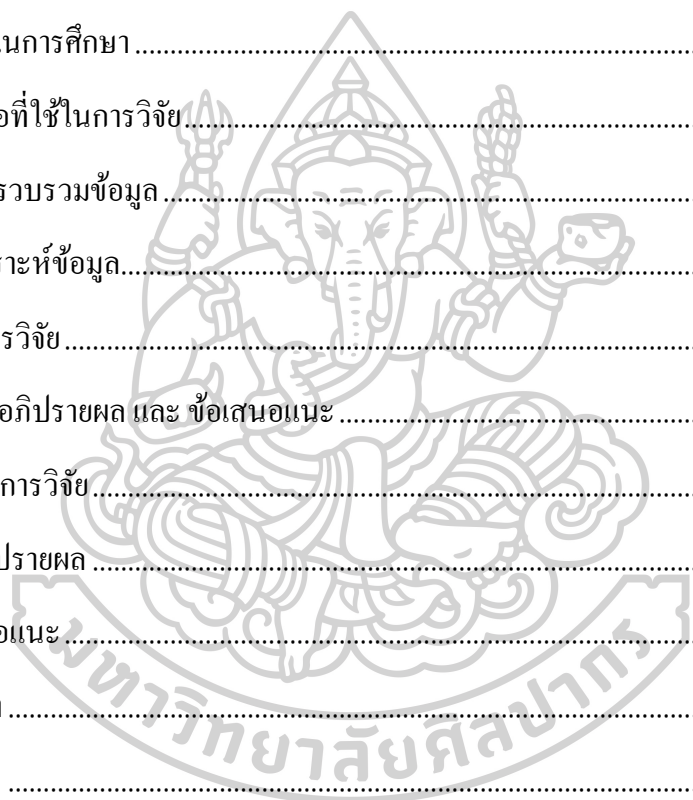 นการศึกษา
ที่ใช้ในการวิจัย
รวบรวมข้อมูล
ราะห์ข้อมูล
รวิจัย
อภิปรายผล และ ข้อเสนอแนะ
การวิจัย
ปรายผล
อแนะ
มหาวิทยาลัยศิลปากร